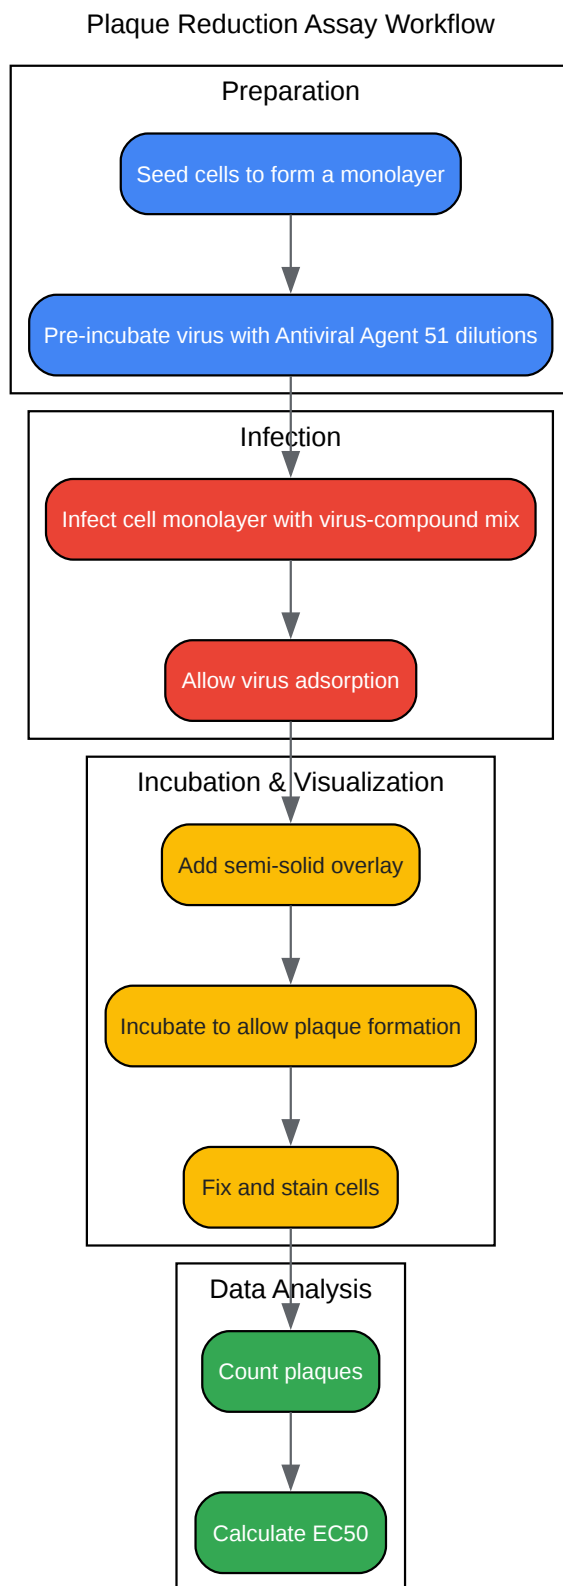 Plaque Reduction Assay Workflow
Preparation
Seed cells to form a monolayer
Pre-incubate virus with Antiviral Agent 51 dilutions
Infection
Infect cell monolayer with virus-compound mix
Allow virus adsorption
Incubation & Visualization
Add semi-solid overlay
Incubate to allow plaque formation
Fix and stain cells
Data Analysis
Count plaques
Calculate EC50